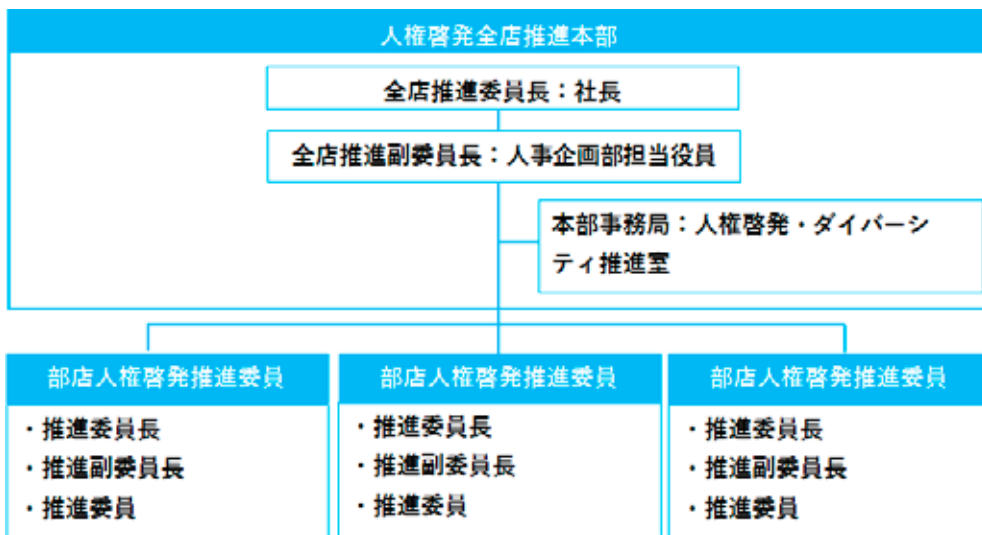 人権啓発全店推進本部
全店推進委員長：社長
全店推進副委員長：人事企画部担当役員
本部事務局：人権啓発・ダイバーシ
ティ推進室
部店人権啓発推進委員
・推進委員長
・推進副委員長
・推進委員
部店人権啓発推進委員
・推進委員長
・推進副委員長
・推進委員
部店人権啓発推進委員
・推進委員長
・推進副委員長
・推進委員